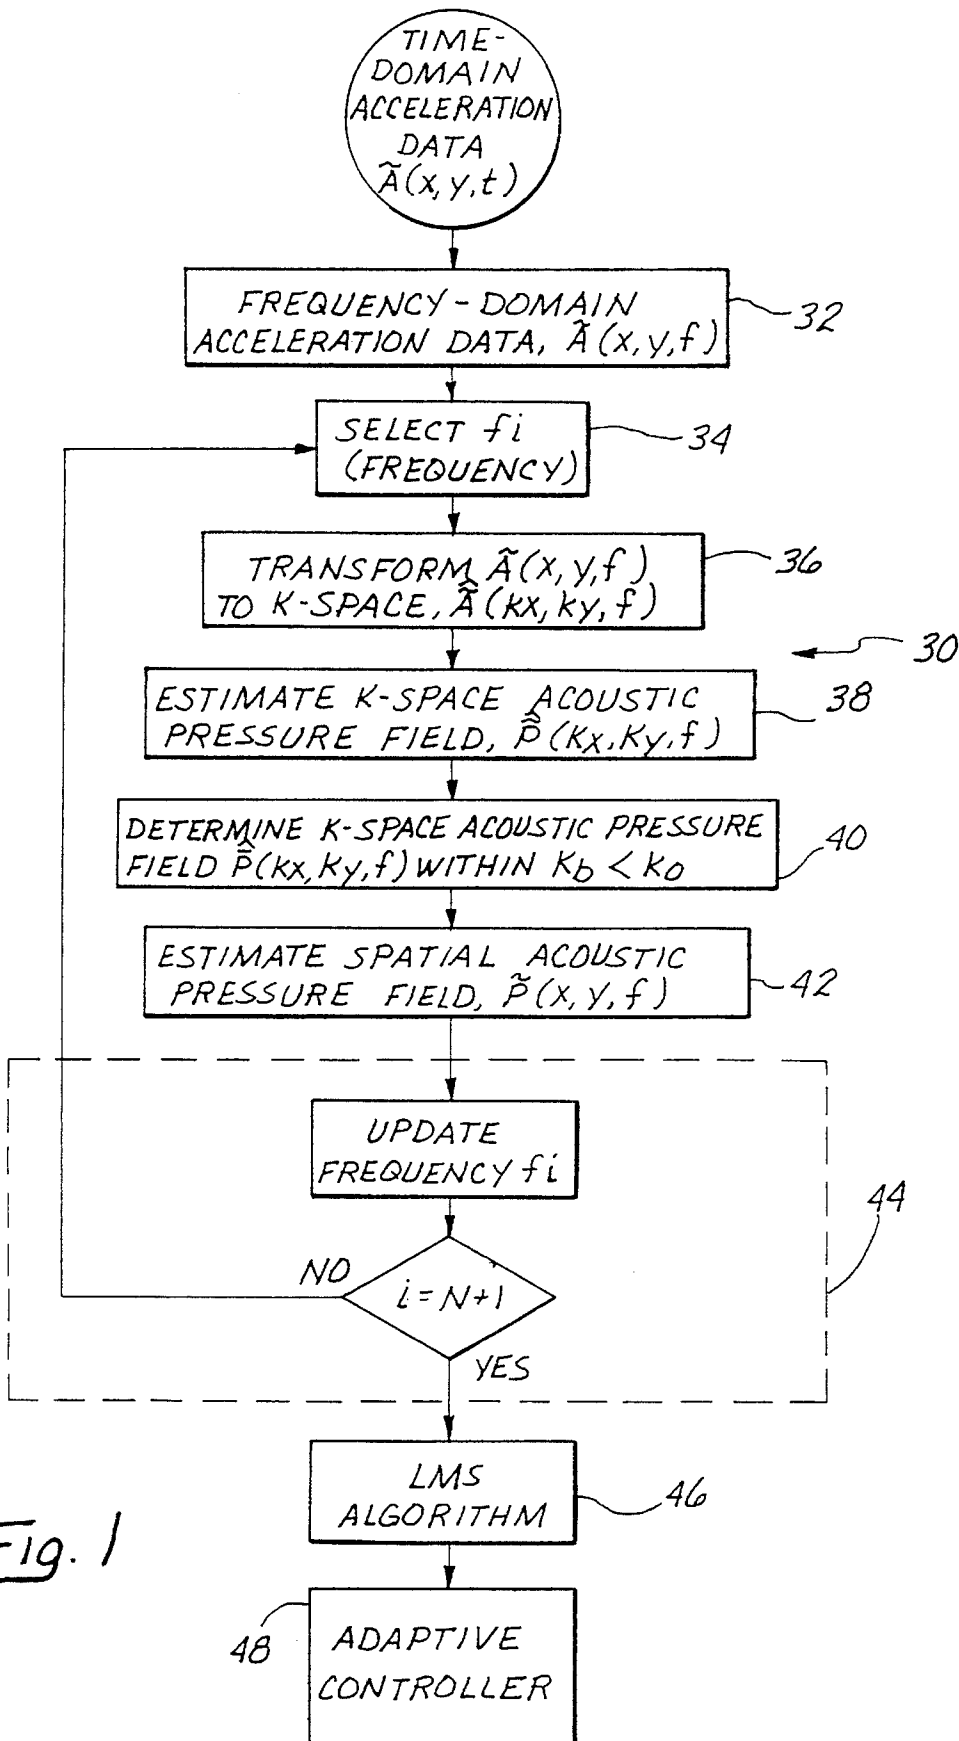 TIME-
DOMAIN
ACCELERATION
DATA
Ã(x, y, t)
FREQUENCY-DOMAIN
ACCELERATION DATA, Ã(x, y, f)
32
SELECT fi
(FREQUENCY)
34
TRANSFORM Ã(x, y, f)
TO K-SPACE, Ã̂(kx, ky, f)
36
30
ESTIMATE K-SPACE ACOUSTIC
PRESSURE FIELD, P̃̂(Kx, Ky, f)
38
DETERMINE K-SPACE ACOUSTIC PRESSURE
FIELD P̃̂(kx, Ky, f) WITHIN Kb < ko
40
ESTIMATE SPATIAL ACOUSTIC
PRESSURE FIELD, P̃(x, y, f)
42
UPDATE
FREQUENCY fi
44
NO
i = N+1
YES
LMS
ALGORITHM
46
Fig. 1
48
ADAPTIVE
CONTROLLER